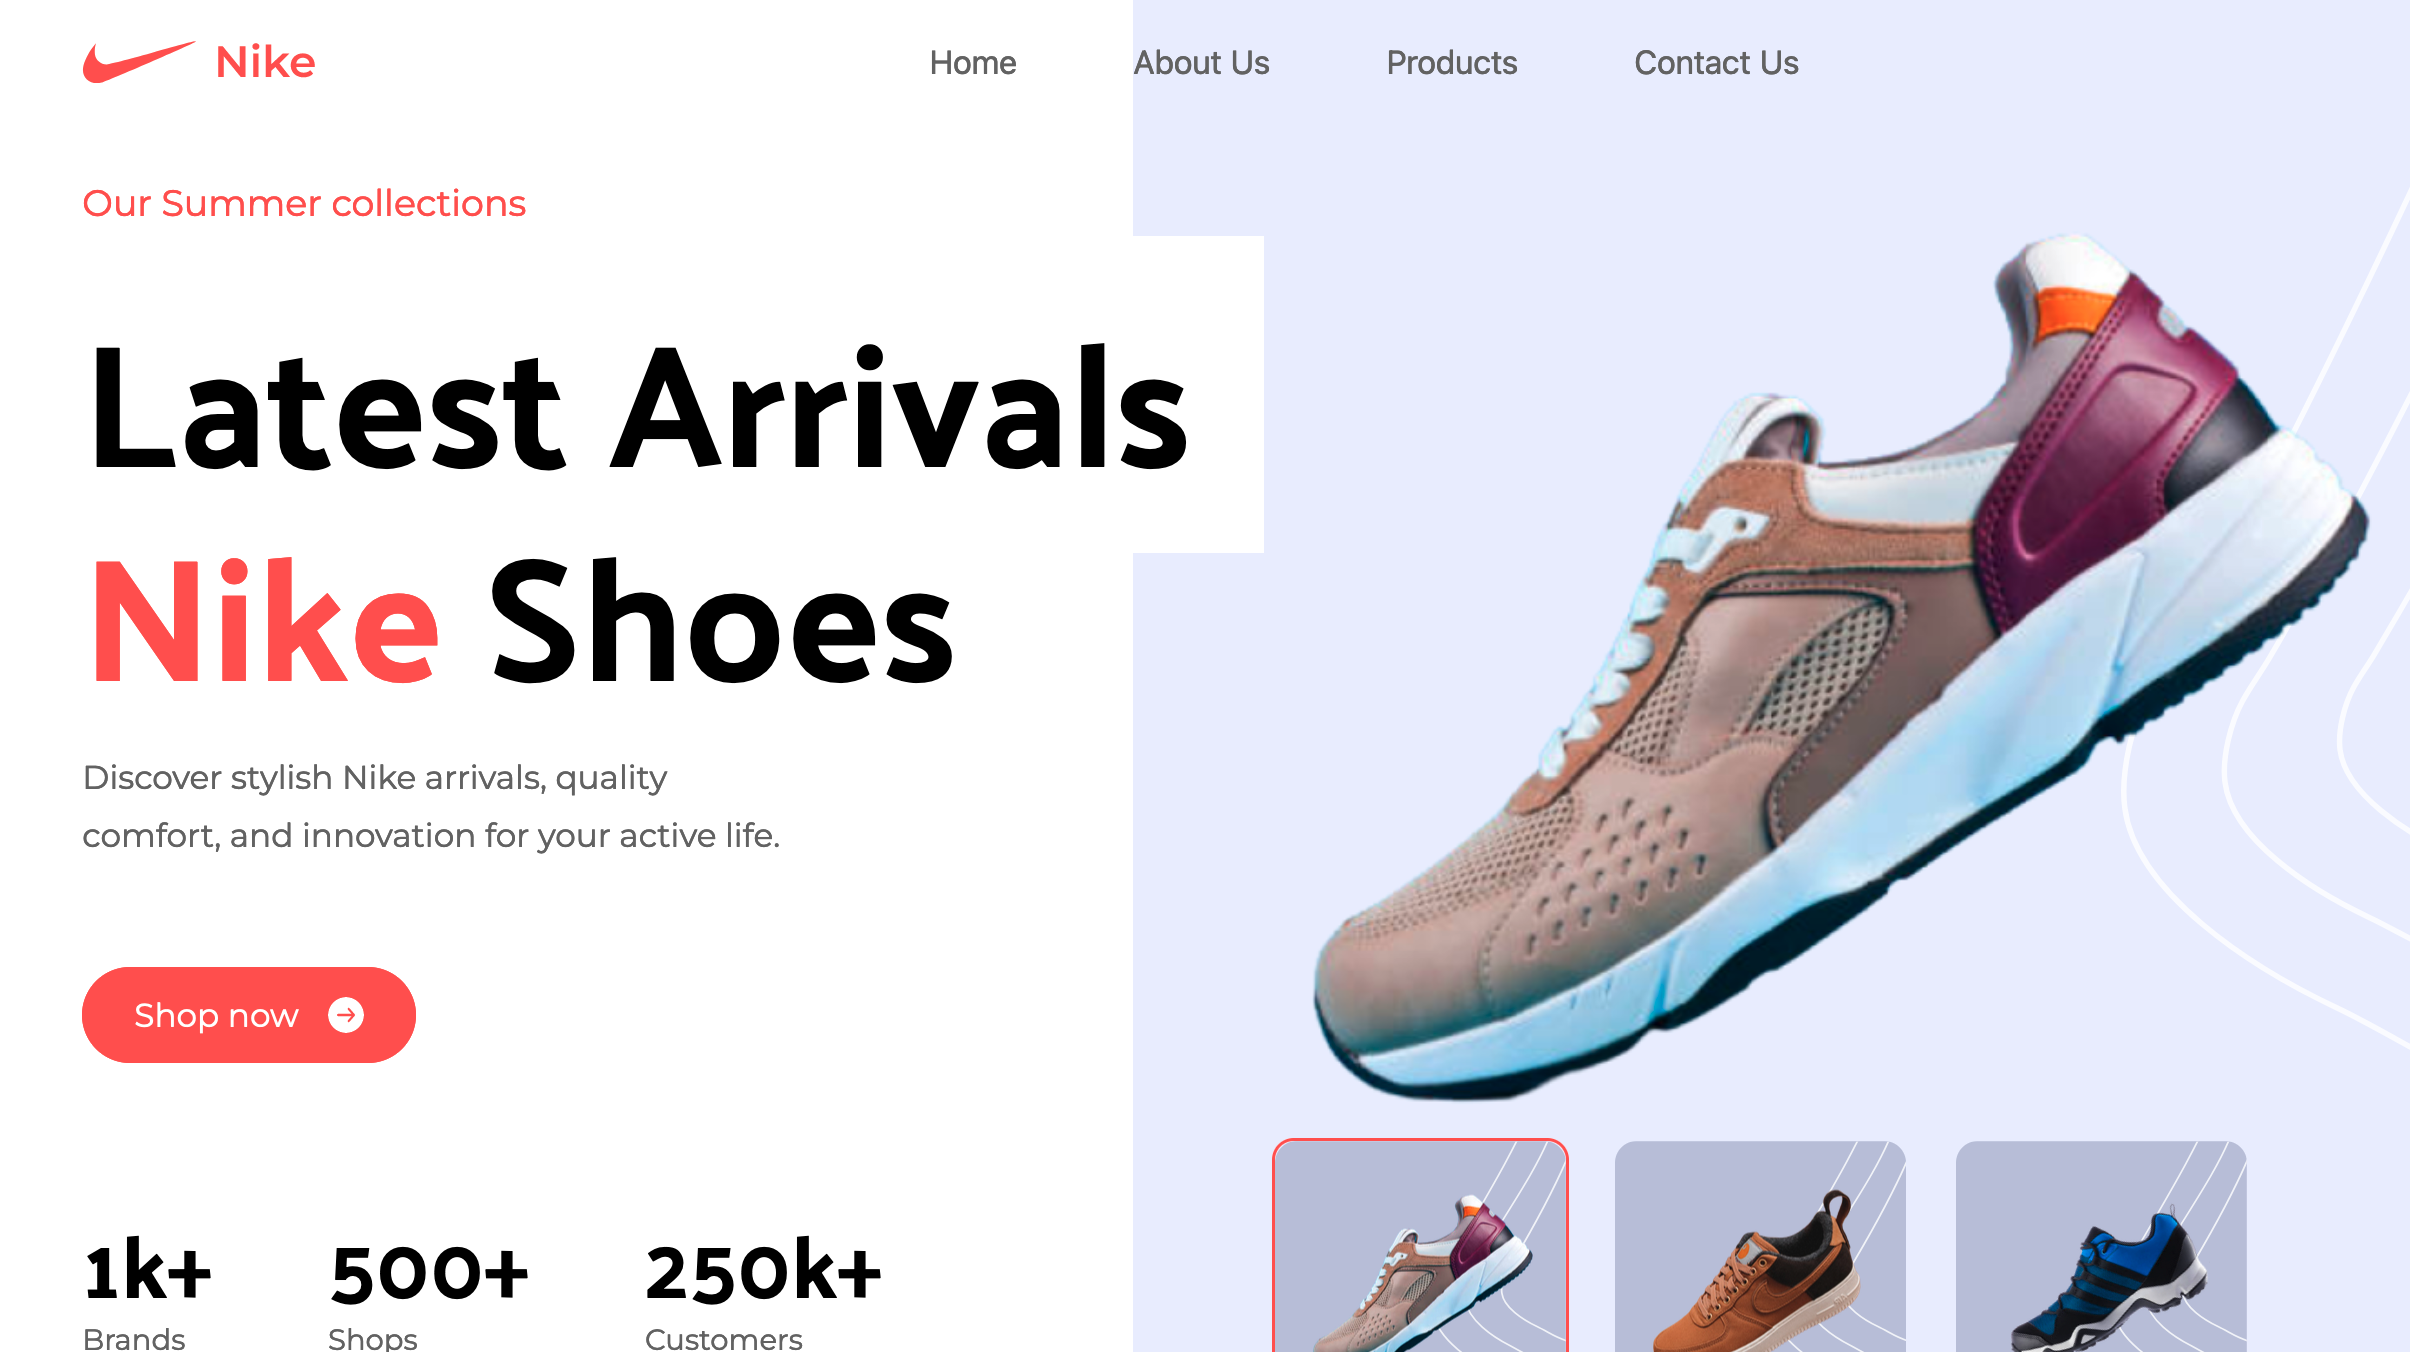 Nike
Home
About Us
Products
Contact Us
Our Summer collections
Latest Arrivals
Nike Shoes
Discover stylish Nike arrivals, quality
comfort, and innovation for your active life.
Shop now
1k+
Brands
500+
Shops
250k+
Customers